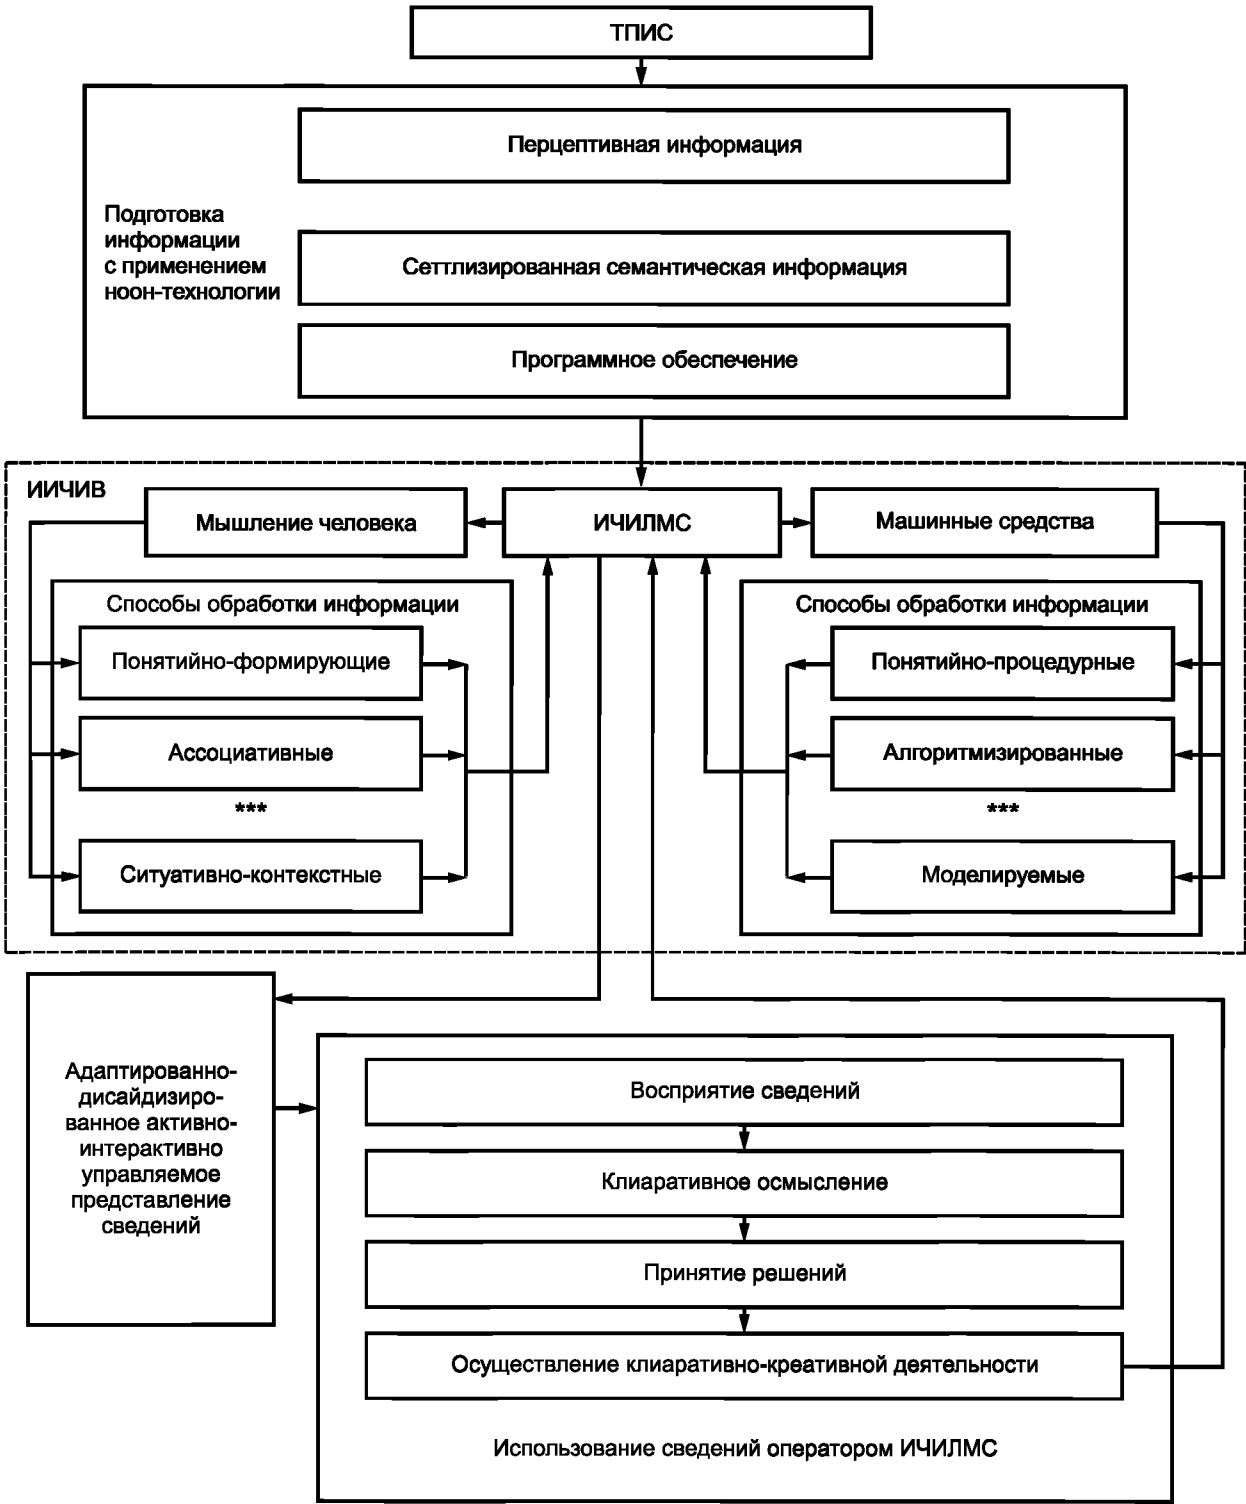 ТПИС
Перцептивная информация
Подготовка
информации
с применением
ноон-технологии
Сеттлизированная семантическая информация
Программное обеспечение
ИИЧИВ
Мышление человека
ИЧИЛМС
Машинные средства
Способы обработки информации
Понятийно-формирующие
Ассоциативные
***
Ситуативно-контекстные
Способы обработки информации
Понятийно-процедурные
Алгоритмизированные
***
Моделируемые
Адаптированно-
дисайдизиро-
ванное активно-
интерактивно
управляемое
представление
сведений
Восприятие сведений
Клиаративное осмысление
Принятие решений
Осуществление клиаративно-креативной деятельности
Использование сведений оператором ИЧИЛМС